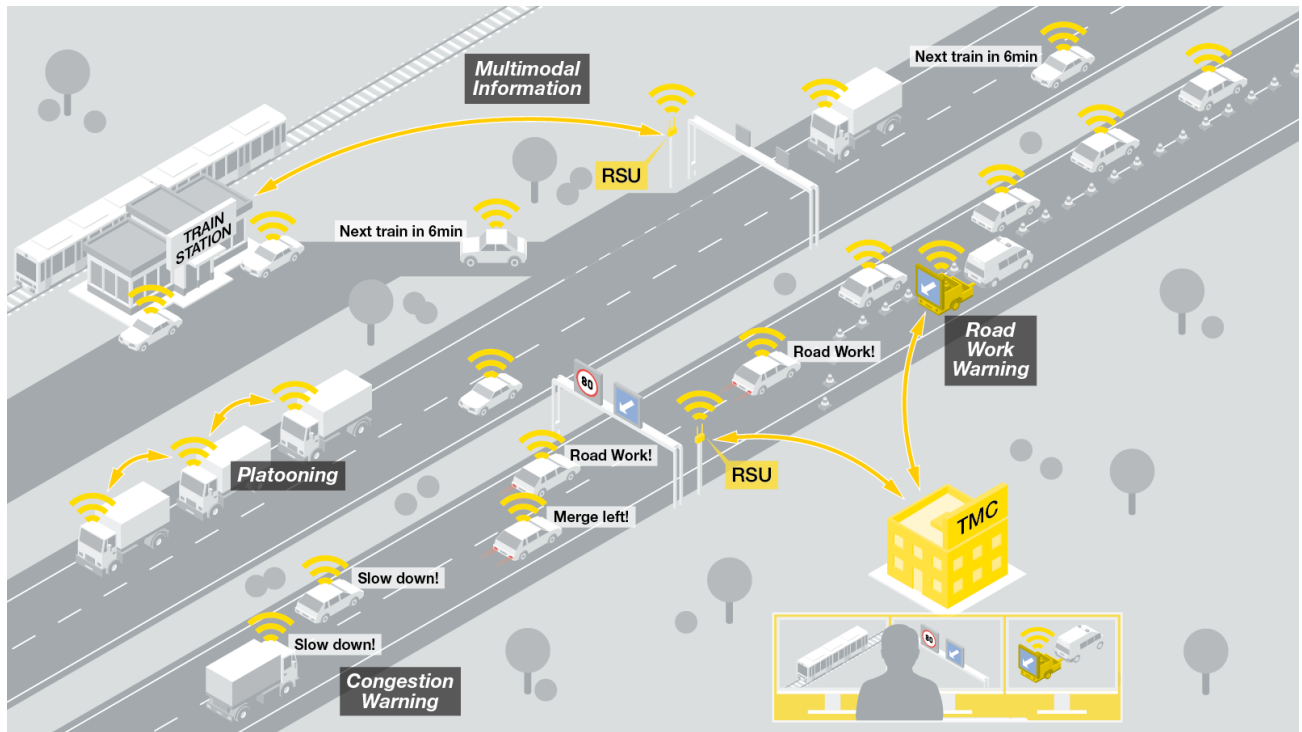 Multimodal
Information
Next train in 6min
RSU
TRAIN
STATION
Next train in 6min
Road
Work
Warning
Road Work!
80
Platooning
Road Work!
RSU
Merge left!
TMC
Slow down!
Slow down!
Congestion
Warning
80